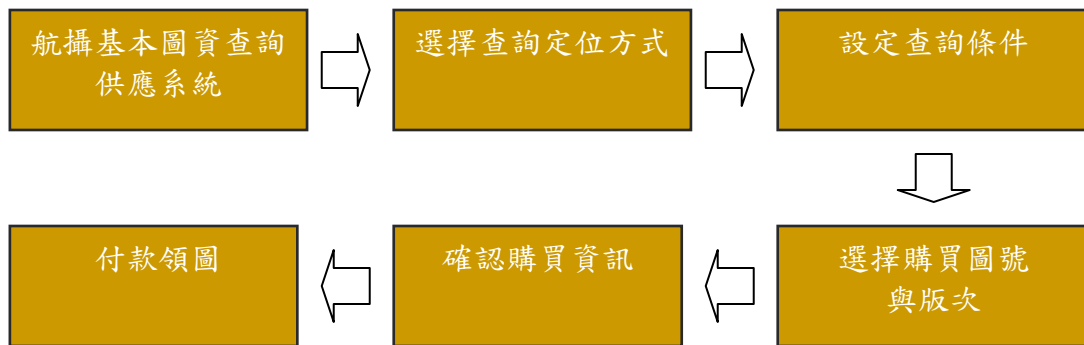 航攝基本圖資查詢
供應系統
選擇查詢定位方式
設定查詢條件
選擇購買圖號
與版次
確認購買資訊
付款領圖